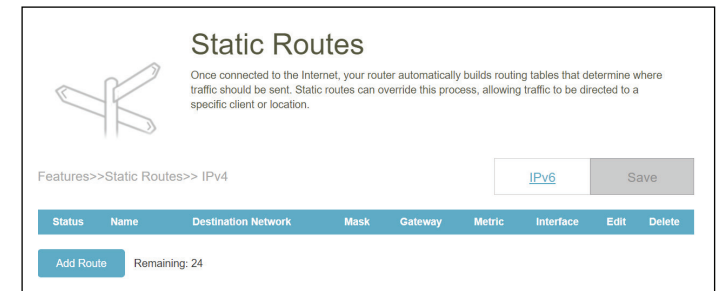 Static Routes
Once connected to the Internet, your router automatically builds routing tables that determine where
traffic should be sent. Static routes can override this process, allowing traffic to be directed to a
specific client or location.
Features>>Static Routes>> IPv4
IPv6
Save
Status Name Destination Network Mask Gateway Metric Interface Edit Delete
Add Route Remaining: 24